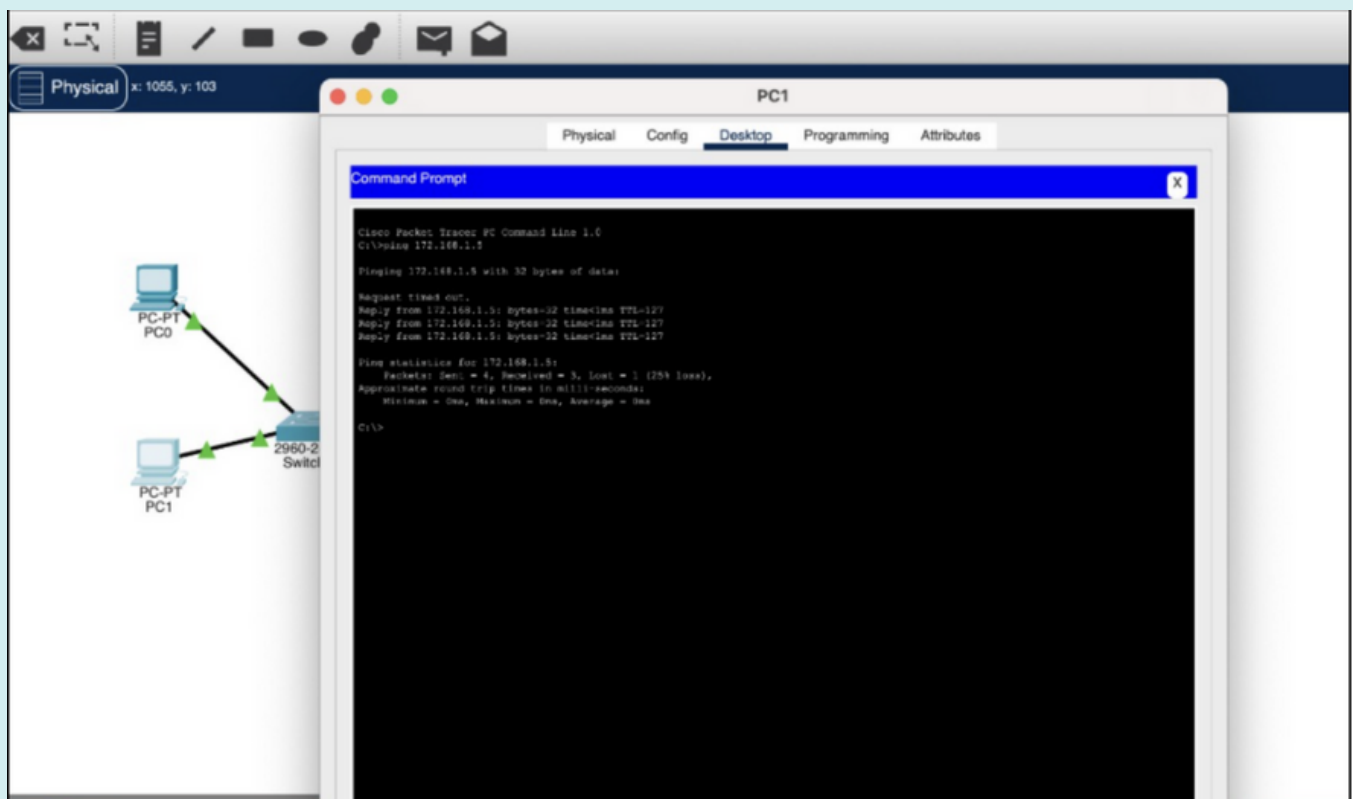 Physical x: 1055, y: 103
PC1
Physical Config Desktop Programming Attributes
Command Prompt
X
Cisco Packet Tracer PC Command Line 1.0
C:\>ping 172.168.1.5
Pinging 172.168.1.5 with 32 bytes of data:
Request timed out.
Reply from 172.168.1.5: bytes=32 time<1ms TTL=127
Reply from 172.168.1.5: bytes=32 time<1ms TTL=127
Reply from 172.168.1.5: bytes=32 time<1ms TTL=127
Ping statistics for 172.168.1.5:
Packets: Sent = 4, Received = 3, Lost = 1 (25% loss),
Approximate round trip times in milli-seconds:
Minimum = 0ms, Maximum = 0ms, Average = 0ms
C:\>
PC-PT
PC0
2960-2
Switc
PC-PT
PC1